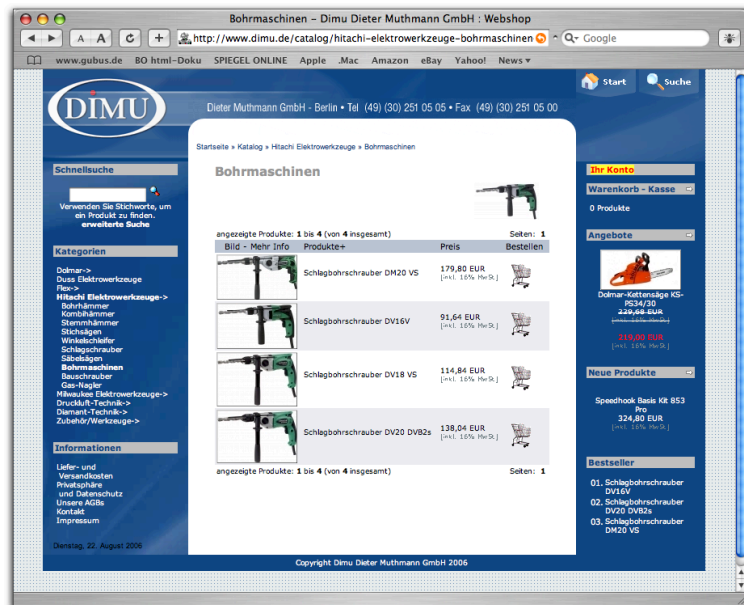 Bohrmaschinen – Dimu Dieter Muthmann GmbH : Webshop
A A C + http://www.dimu.de/catalog/hitachi-elektrowerkzeuge-bohrmaschinen Q- Google
www.gubus.de BO html-Doku SPIEGEL ONLINE Apple .Mac Amazon eBay Yahoo! News
Start Suche
DIMU
Dieter Muthmann GmbH - Berlin • Tel (49) (30) 251 05 05 • Fax (49) (30) 251 05 00
Startseite » Katalog » Hitachi Elektrowerkzeuge » Bohrmaschinen
Schnellsuche
Verwenden Sie Stichworte, um
ein Produkt zu finden.
erweiterte Suche
Kategorien
Dolmar->
Duss Elektrowerkzeuge
Flex->
Hitachi Elektrowerkzeuge->
Bohrhämmer
Kombihämmer
Stemmhämmer
Stichsägen
Winkelschleifer
Schlagschrauber
Säbelsägen
Bohrmaschinen
Bauschrauber
Gas-Nagler
Milwaukee Elektrowerkzeuge->
Druckluft-Technik->
Diamant-Technik->
Zubehör/Werkzeuge->
Informationen
Liefer- und
Versandkosten
Privatsphäre
und Datenschutz
Unsere AGBs
Kontakt
Impressum
Dienstag, 22. August 2006
Bohrmaschinen
angezeigte Produkte: 1 bis 4 (von 4 insgesamt) Seiten: 1
Bild - Mehr Info Produkte+ Preis Bestellen
Schlagbohrschrauber DM20 VS 179,80 EUR
[inkl. 16% MwSt.]
Schlagbohrschrauber DV16V 91,64 EUR
[inkl. 16% MwSt.]
Schlagbohrschrauber DV18 VS 114,84 EUR
[inkl. 16% MwSt.]
Schlagbohrschrauber DV20 DVB2s 138,04 EUR
[inkl. 16% MwSt.]
angezeigte Produkte: 1 bis 4 (von 4 insgesamt) Seiten: 1
Ihr Konto
Warenkorb - Kasse
0 Produkte
Angebote
Dolmar-Kettensäge KS-
PS34/30
229,68 EUR
[inkl. 16% MwSt.]
219,00 EUR
[inkl. 16% MwSt.]
Neue Produkte
Speedhook Basis Kit 853
Pro
324,80 EUR
[inkl. 16% MwSt.]
Bestseller
01. Schlagbohrschrauber
DV16V
02. Schlagbohrschrauber
DV20 DVB2s
03. Schlagbohrschrauber
DM20 VS
Copyright Dimu Dieter Muthmann GmbH 2006